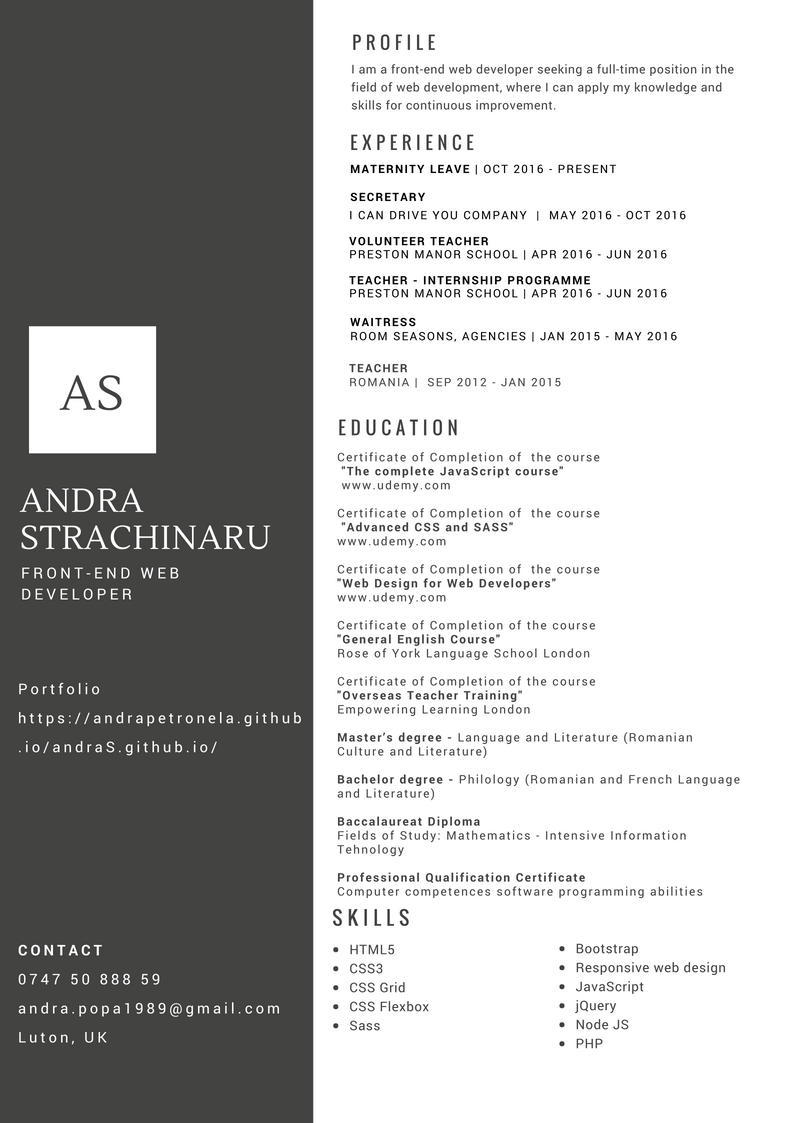 AS
ANDRA
STRACHINARU
FRONT-END WEB
DEVELOPER
Portfolio
https://andrapetronela.github
.io/andraS.github.io/
CONTACT
0747 50 888 59
andra.popa1989@gmail.com
Luton, UK
PROFILE
I am a front-end web developer seeking a full-time position in the
field of web development, where I can apply my knowledge and
skills for continuous improvement.
EXPERIENCE
MATERNITY LEAVE | OCT 2016 - PRESENT
SECRETARY
I CAN DRIVE YOU COMPANY | MAY 2016 - OCT 2016
VOLUNTEER TEACHER
PRESTON MANOR SCHOOL | APR 2016 - JUN 2016
TEACHER - INTERNSHIP PROGRAMME
PRESTON MANOR SCHOOL | APR 2016 - JUN 2016
WAITRESS
ROOM SEASONS, AGENCIES | JAN 2015 - MAY 2016
TEACHER
ROMANIA | SEP 2012 - JAN 2015
EDUCATION
Certificate of Completion of the course
"The complete JavaScript course"
www.udemy.com
Certificate of Completion of the course
"Advanced CSS and SASS"
www.udemy.com
Certificate of Completion of the course
"Web Design for Web Developers"
www.udemy.com
Certificate of Completion of the course
"General English Course"
Rose of York Language School London
Certificate of Completion of the course
"Overseas Teacher Training"
Empowering Learning London
Master's degree - Language and Literature (Romanian
Culture and Literature)
Bachelor degree - Philology (Romanian and French Language
and Literature)
Baccalaureat Diploma
Fields of Study: Mathematics - Intensive Information
Tehnology
Professional Qualification Certificate
Computer competences software programming abilities
SKILLS
• HTML5
• CSS3
• CSS Grid
• CSS Flexbox
• Sass
• Bootstrap
• Responsive web design
• JavaScript
• jQuery
• Node JS
• PHP